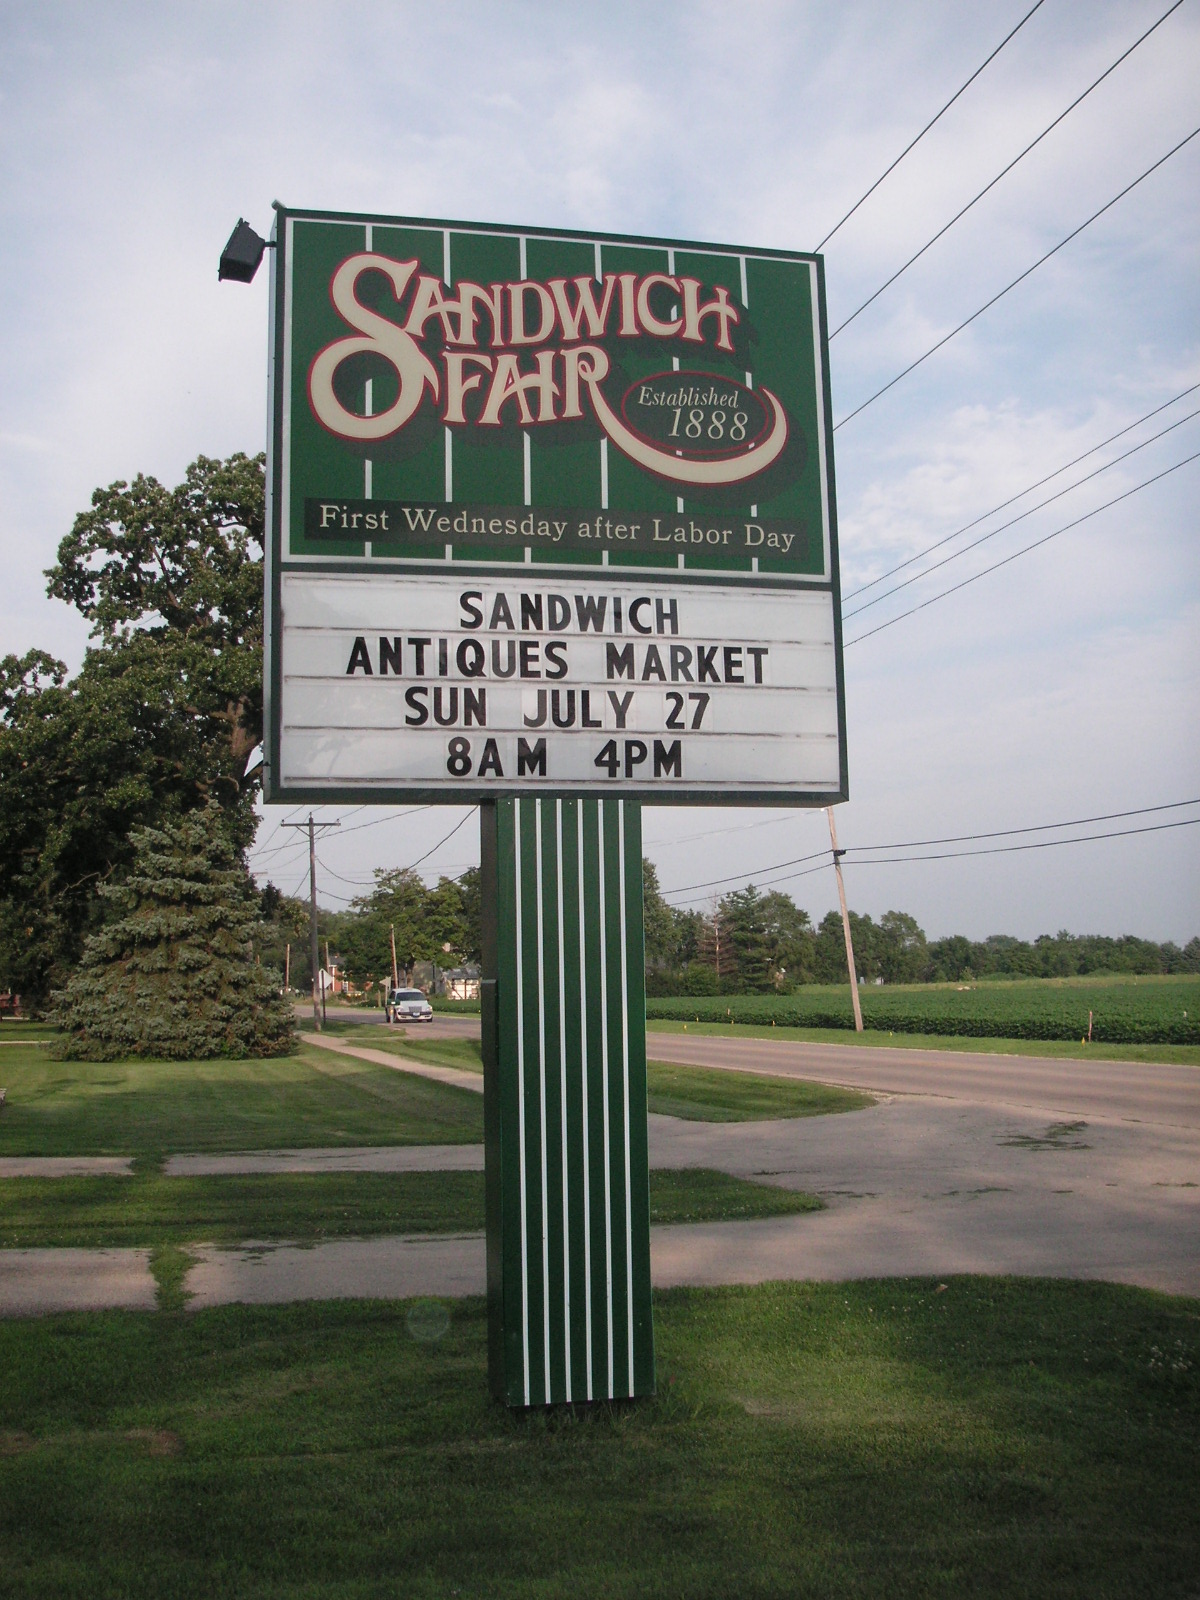 SANDWICH
FAIR
Established
1888
First Wednesday after Labor Day
SANDWICH
ANTIQUES MARKET
SUN JULY 27
8AM 4PM